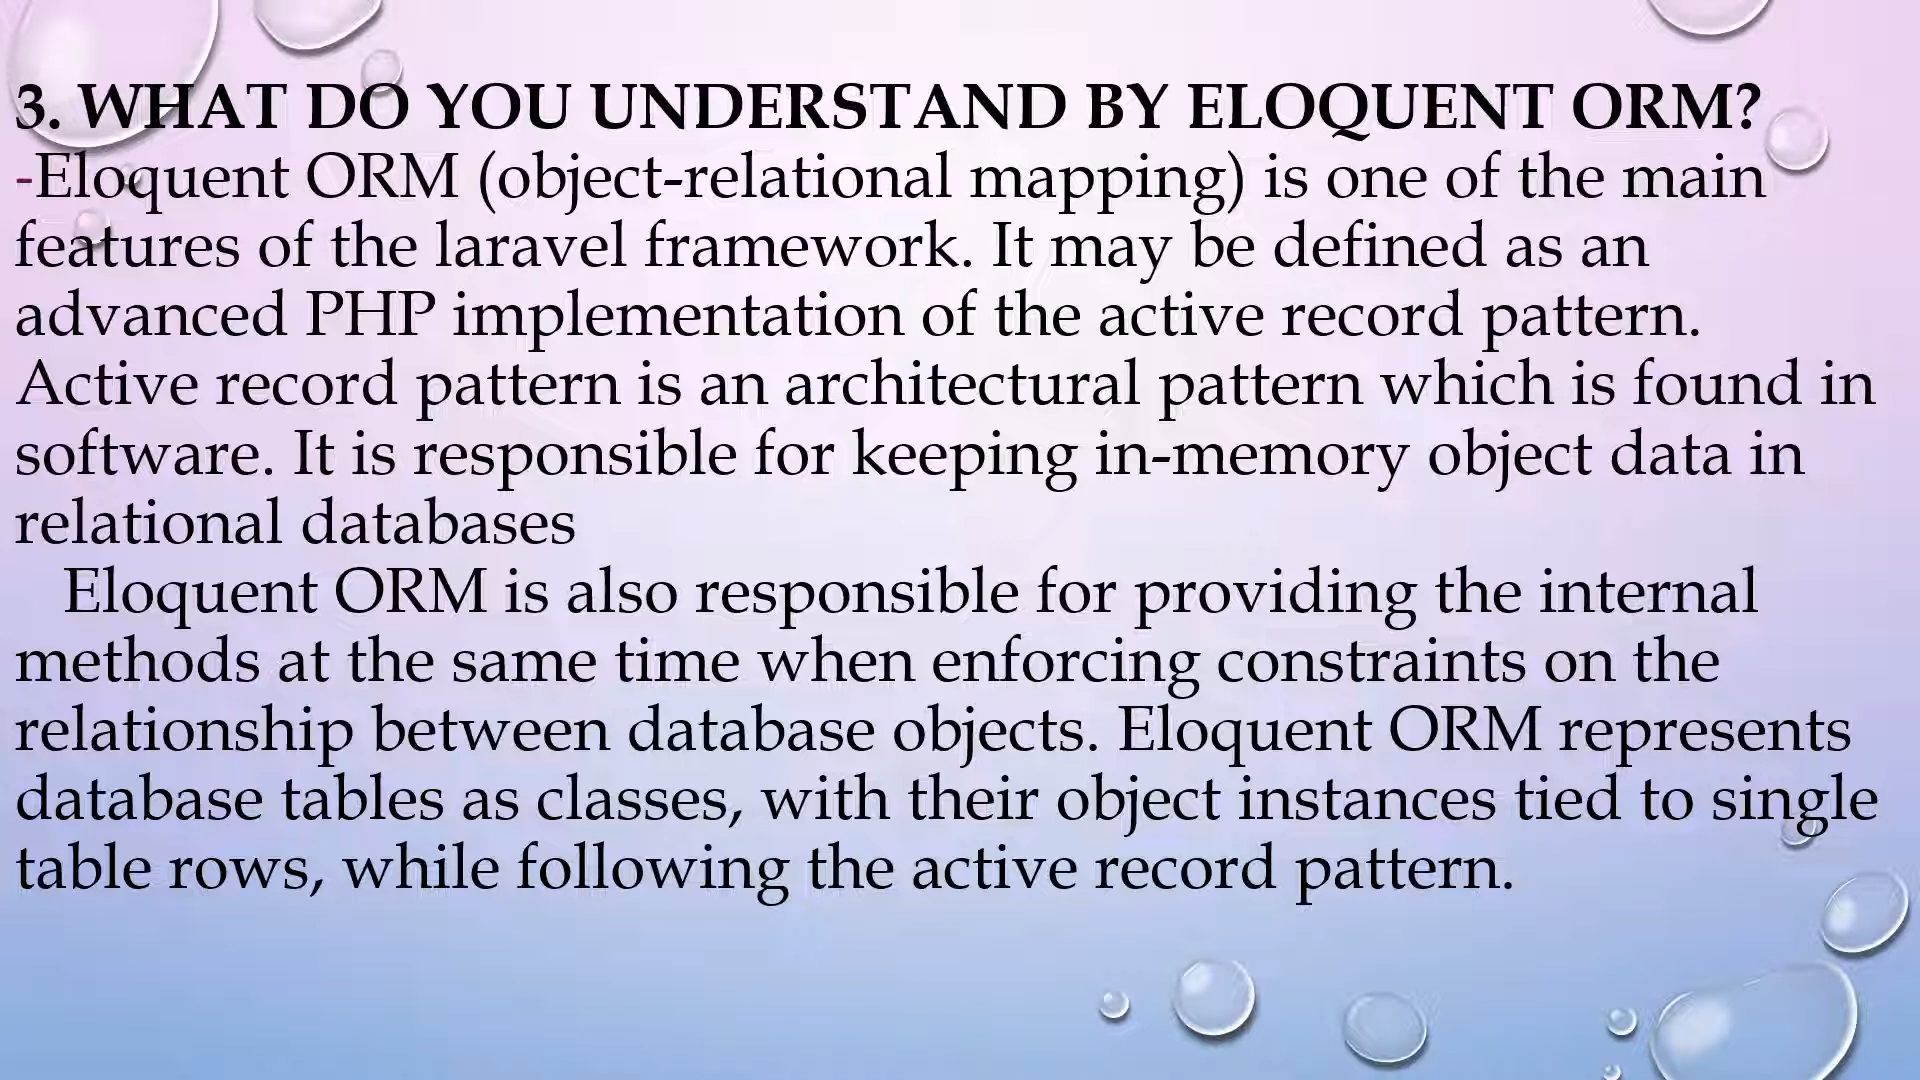 3. WHAT DO YOU UNDERSTAND BY ELOQUENT ORM?
-Eloquent ORM (object-relational mapping) is one of the main
features of the laravel framework. It may be defined as an
advanced PHP implementation of the active record pattern.
Active record pattern is an architectural pattern which is found in
software. It is responsible for keeping in-memory object data in
relational databases
Eloquent ORM is also responsible for providing the internal
methods at the same time when enforcing constraints on the
relationship between database objects. Eloquent ORM represents
database tables as classes, with their object instances tied to single
table rows, while following the active record pattern.